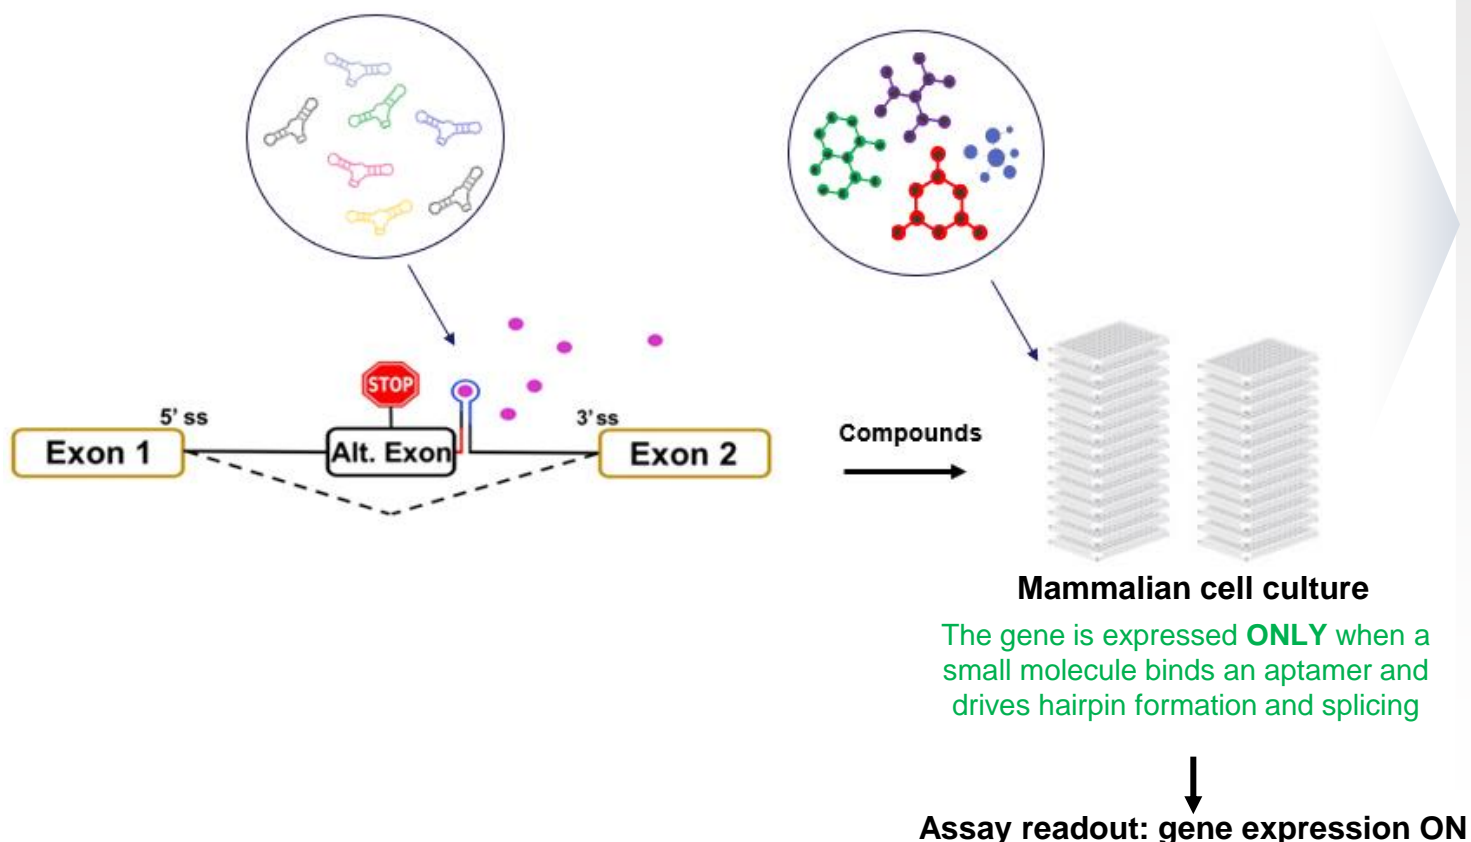 STOP
5' ss
3' ss
Exon 1
Alt. Exon
Exon 2
Compounds
Mammalian cell culture
The gene is expressed ONLY when a
small molecule binds an aptamer and
drives hairpin formation and splicing
Assay readout: gene expression ON